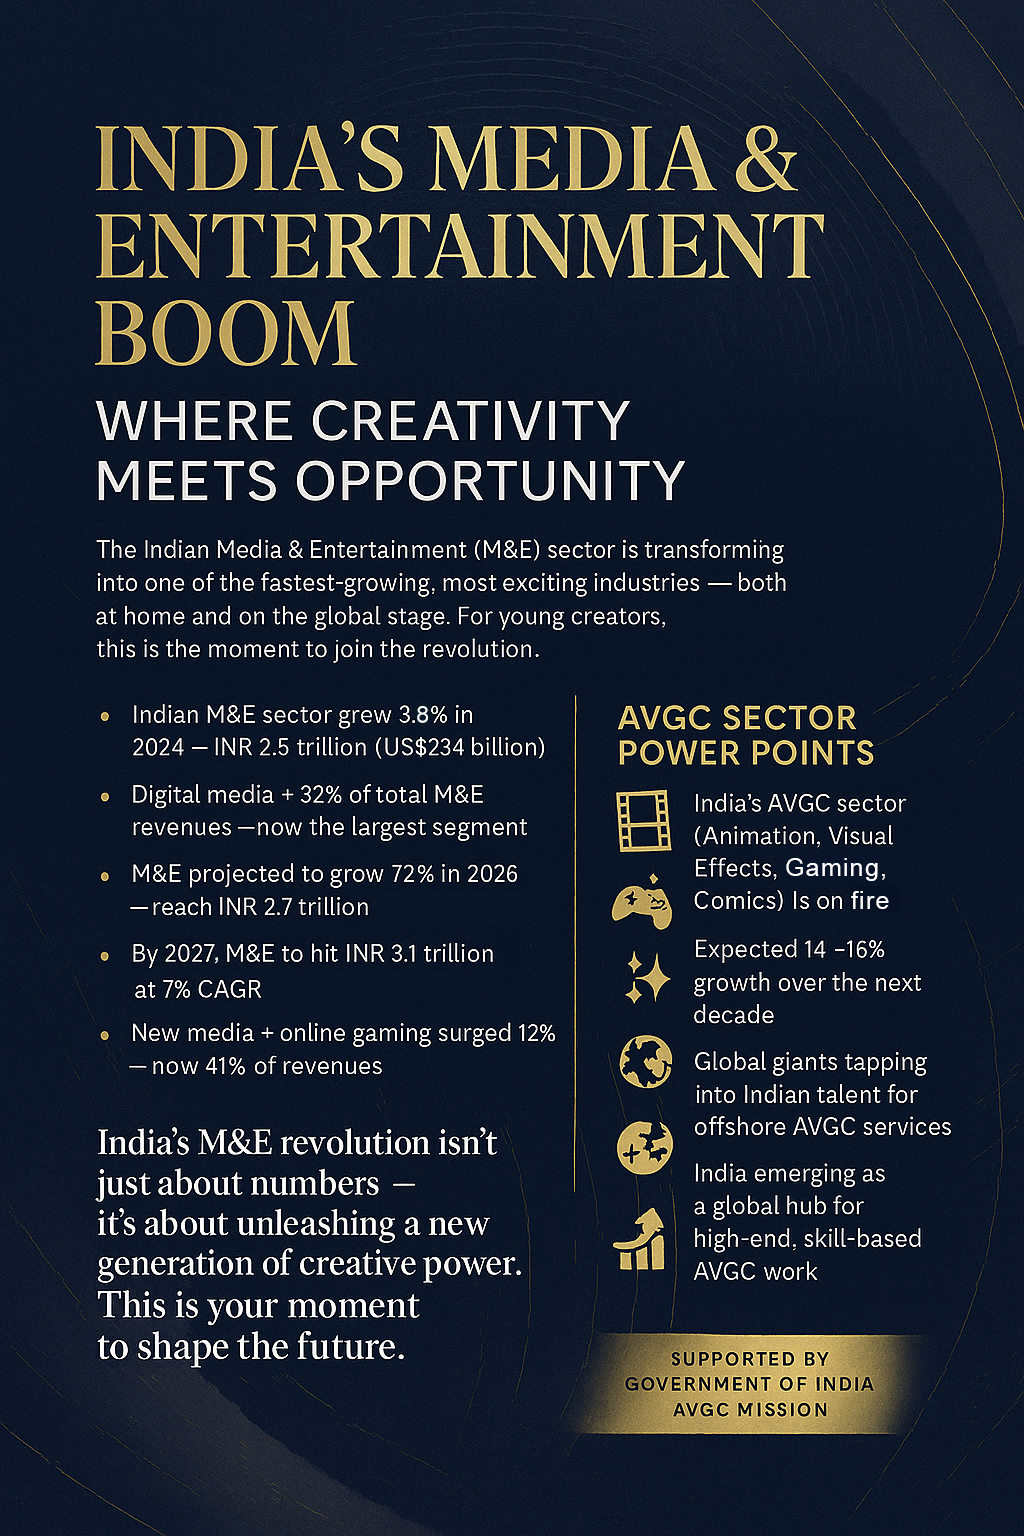 INDIA'S MEDIA &
ENTERTAINMENT
BOOM
WHERE CREATIVITY
MEETS OPPORTUNITY
The Indian Media & Entertainment (M&E) sector is transforming
into one of the fastest-growing, most exciting industries — both
at home and on the global stage. For young creators,
this is the moment to join the revolution.
• Indian M&E sector grew 3.8% in
2024 — INR 2.5 trillion (US$234 billion)
• Digital media + 32% of total M&E
revenues —now the largest segment
• M&E projected to grow 72% in 2026
—reach INR 2.7 trillion
• By 2027, M&E to hit INR 3.1 trillion
at 7% CAGR
• New media + online gaming surged 12%
— now 41% of revenues
India's M&E revolution isn't
just about numbers —
it's about unleashing a new
generation of creative power.
This is your moment
to shape the future.
AVGC SECTOR
POWER POINTS
India's AVGC sector
(Animation, Visual
Effects, Gaming,
Comics) Is on fire
Expected 14 –16%
growth over the next
decade
Global giants tapping
into Indian talent for
offshore AVGC services
India emerging as
a global hub for
high-end, skill-based
AVGC work
SUPPORTED BY
GOVERNMENT OF INDIA
AVGC MISSION